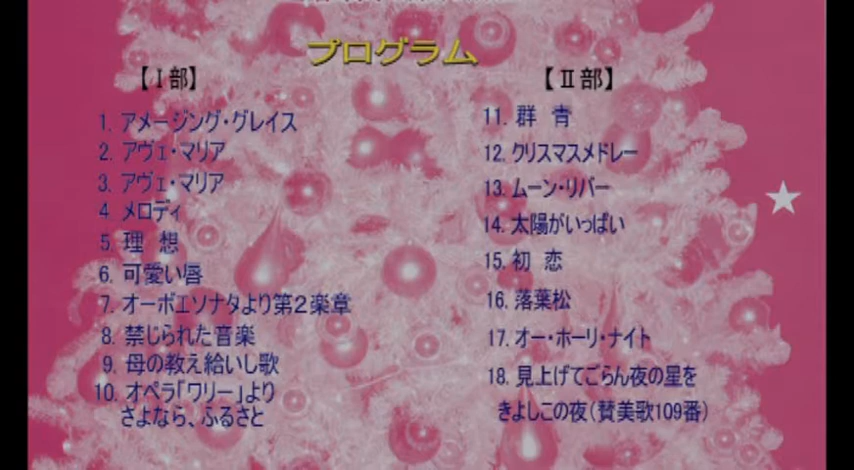 プログラム
【Ⅰ部】
1. アメージング・グレイス
2. アヴェ・マリア
3. アヴェ・マリア
4. メロディ
5. 理 想
6. 可愛い唇
7. オーボエソナタより第2楽章
8. 禁じられた音楽
9. 母の教え給いし歌
10. オペラ「ワリー」より
さよなら、ふるさと
【Ⅱ部】
11. 群 青
12. クリスマスメドレー
13. ムーン・リバー
14. 太陽がいっぱい
15. 初 恋
16. 落葉松
17. オー・ホーリ・ナイト
18. 見上げてごらん夜の星を
きよしこの夜(賛美歌109番)